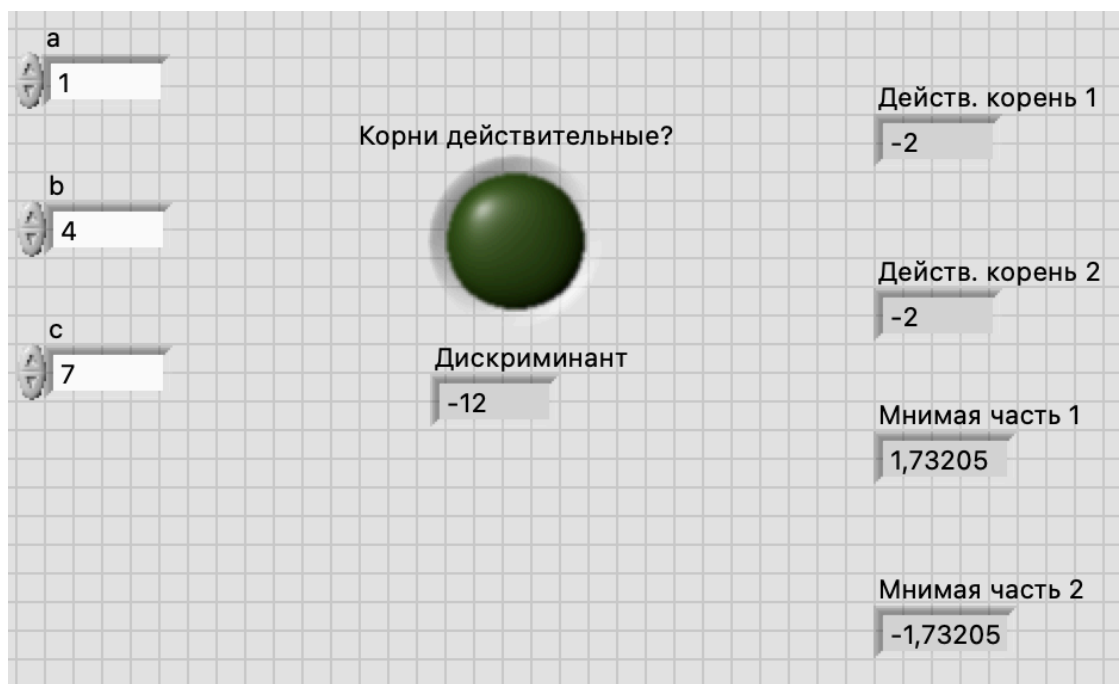 a
1
b
4
c
7
Корни действительные?
Дискриминант
-12
Действ. корень 1
-2
Действ. корень 2
-2
Мнимая часть 1
1,73205
Мнимая часть 2
-1,73205